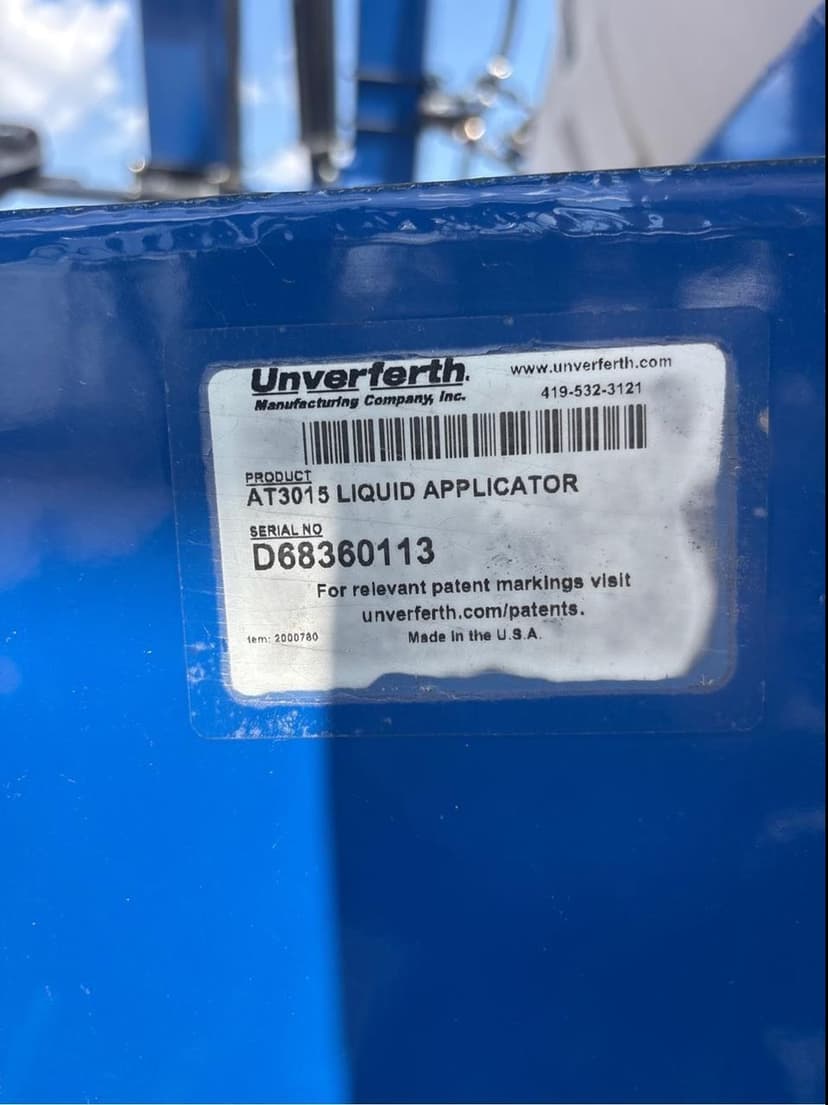 Unverferth.
Manufacturing Company, Inc.
www.unverferth.com
419-532-3121
PRODUCT
AT3015 LIQUID APPLICATOR
SERIAL NO
D68360113
For relevant patent markings visit
unverferth.com/patents.
tem: 2000780
Made in the U.S.A.